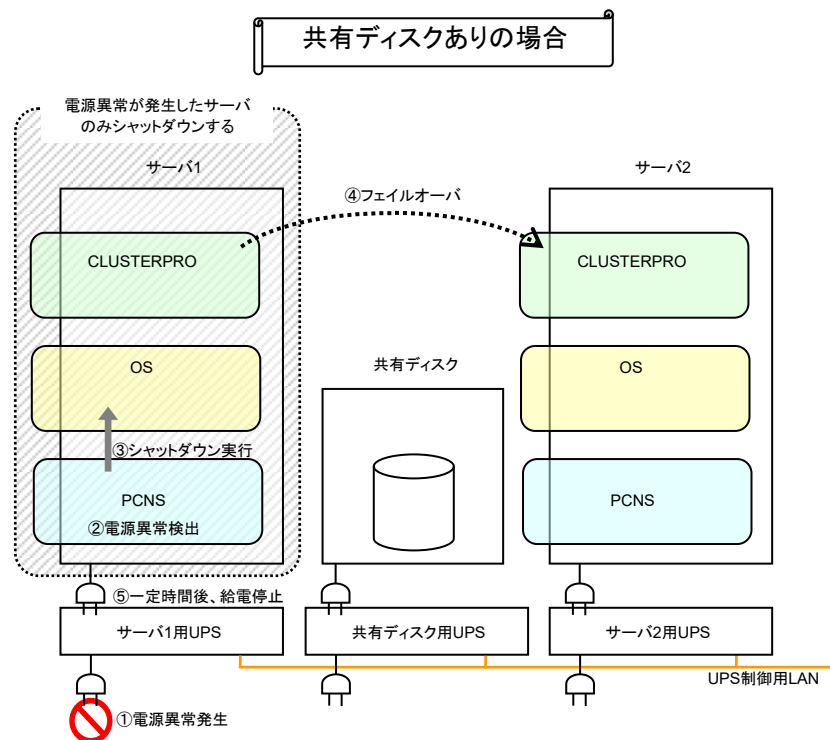 共有ディスクありの場合
電源異常が発生したサーバ
のみシャットダウンする
サーバ1
サーバ2
④フェイルオーバ
CLUSTERPRO
CLUSTERPRO
OS
共有ディスク
OS
③シャットダウン実行
PCNS
②電源異常検出
PCNS
⑤一定時間後、給電停止
サーバ1用UPS
共有ディスク用UPS
サーバ2用UPS
UPS制御用LAN
①電源異常発生